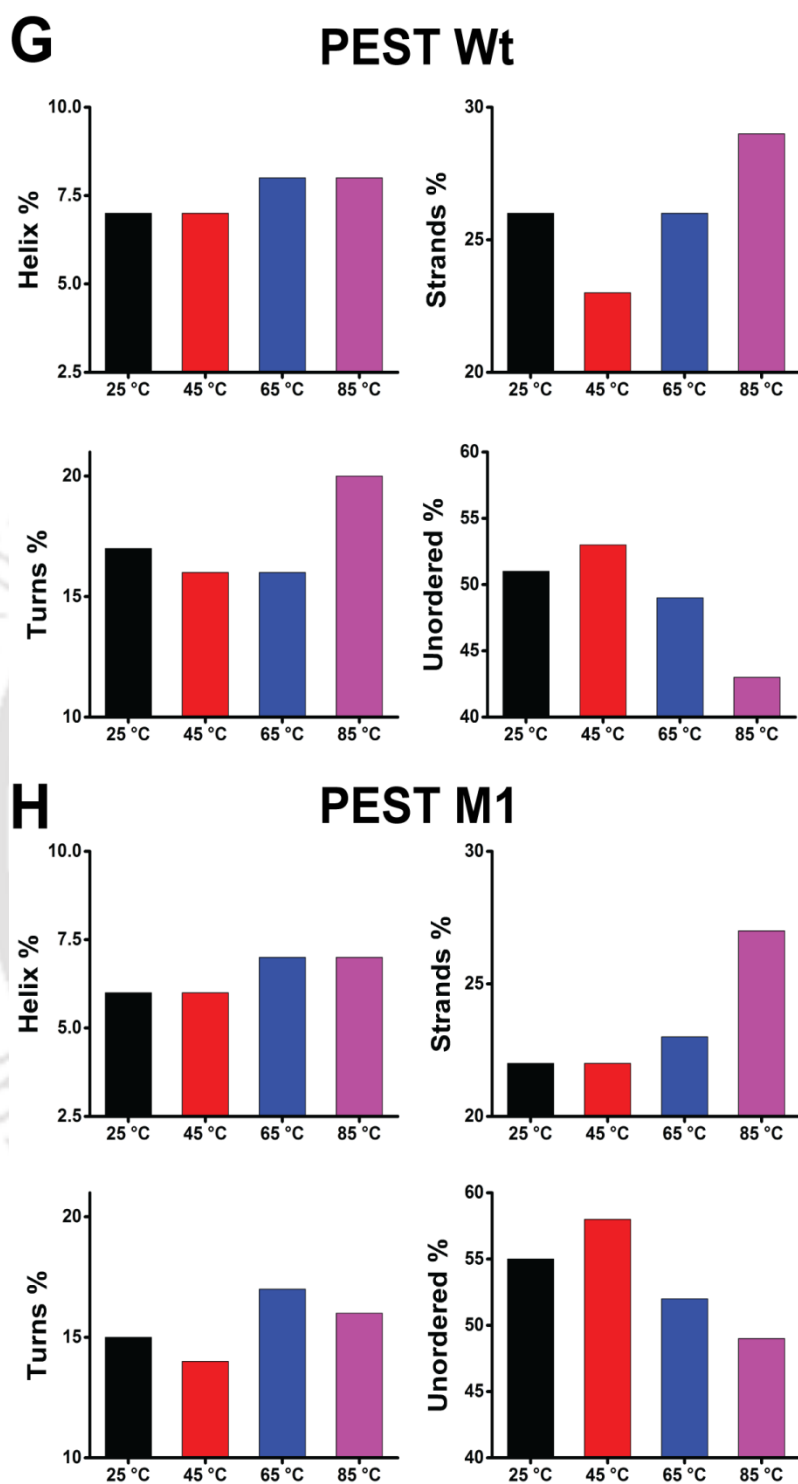 G PEST Wt
Helix %
10.0
7.5
5.0
2.5
25 °C 45 °C 65 °C 85 °C
Strands %
30
25
20
25 °C 45 °C 65 °C 85 °C
Turns %
20
15
10
25 °C 45 °C 65 °C 85 °C
Unordered %
60
55
50
45
40
25 °C 45 °C 65 °C 85 °C
H PEST M1
Helix %
10.0
7.5
5.0
2.5
25 °C 45 °C 65 °C 85 °C
Strands %
30
25
20
25 °C 45 °C 65 °C 85 °C
Turns %
20
15
10
25 °C 45 °C 65 °C 85 °C
Unordered %
60
55
50
45
40
25 °C 45 °C 65 °C 85 °C